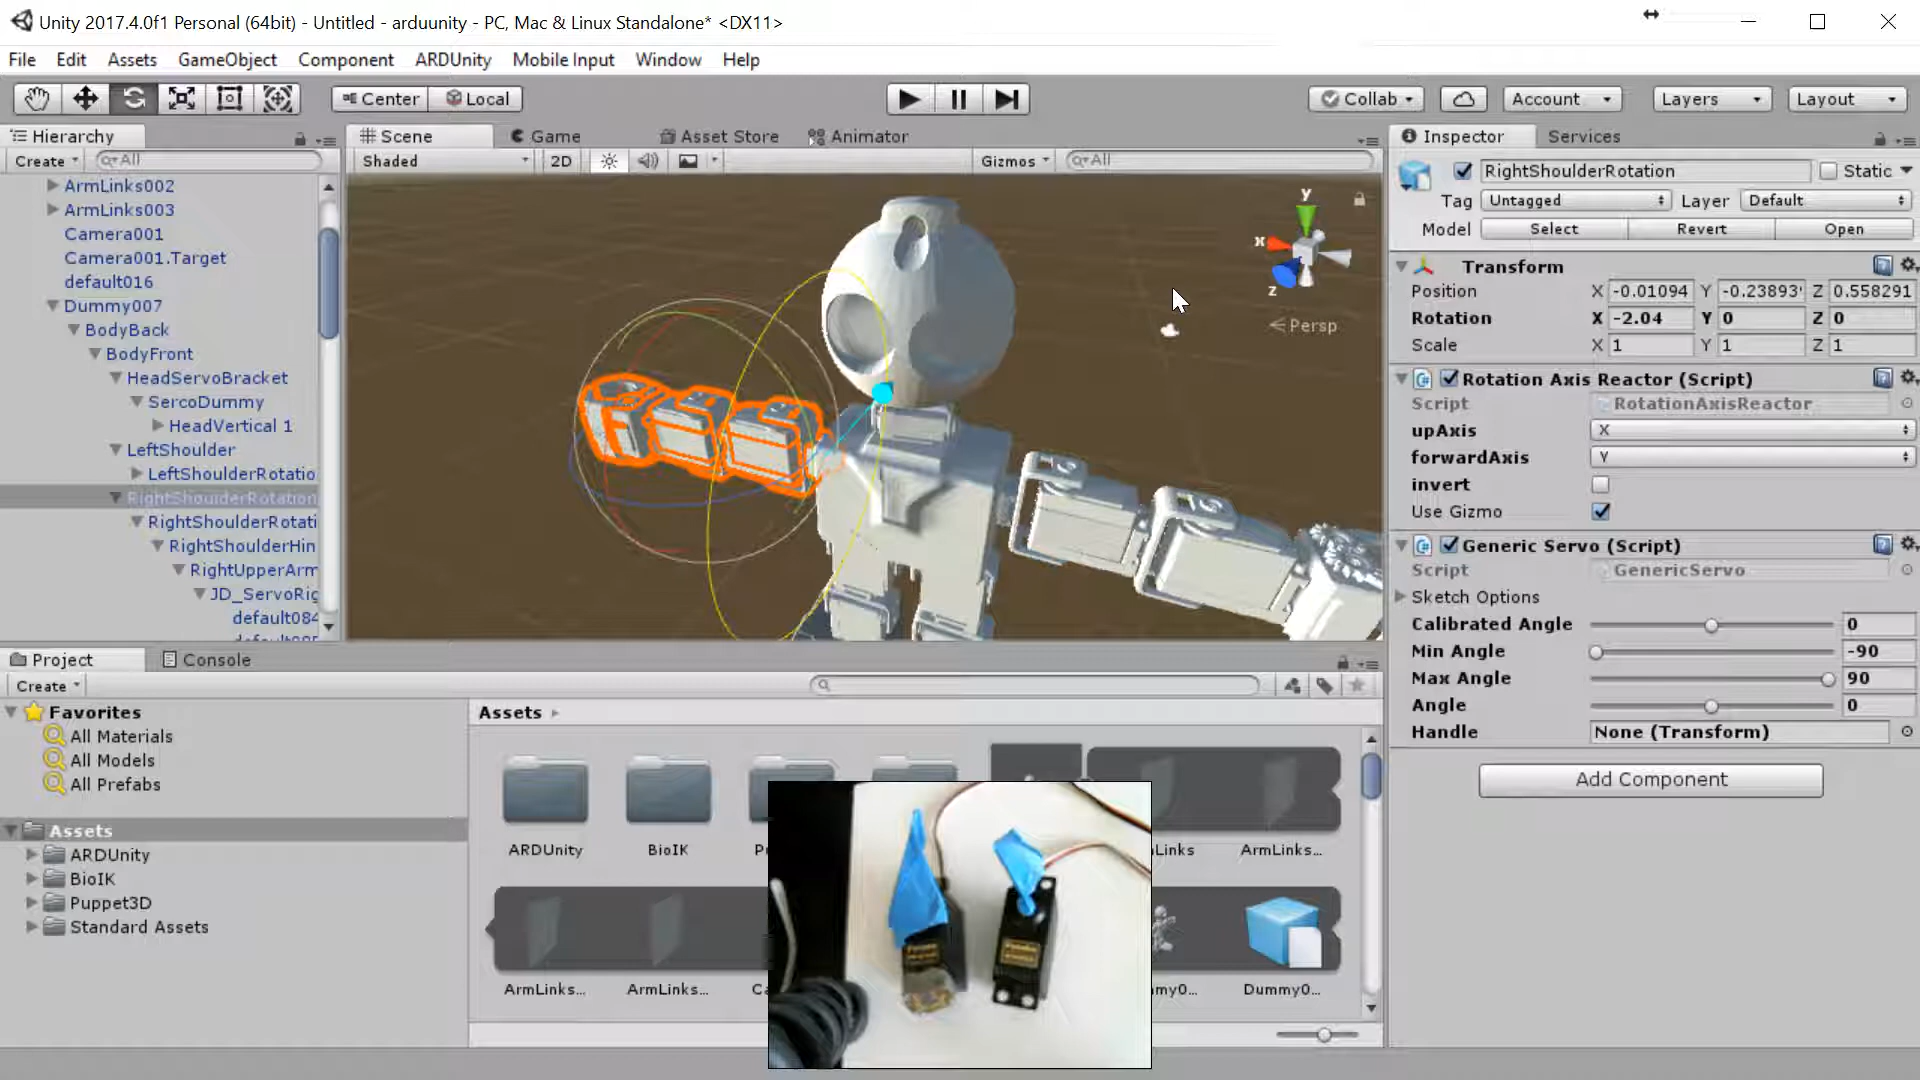 Unity 2017.4.0f1 Personal (64bit) - Untitled - arduunity - PC, Mac & Linux Standalone* <DX11>
File Edit Assets GameObject Component ARDUnity Mobile Input Window Help
Center Local Collab Account Layers Layout
Hierarchy
Create All
ArmLinks002
ArmLinks003
Camera001
Camera001.Target
default016
Dummy007
BodyBack
BodyFront
HeadServoBracket
SercoDummy
HeadVertical 1
LeftShoulder
LeftShoulderRotatio
RightShoulderRotation
RightShoulderRotati
RightShoulderHin
RightUpperArm
JD_ServoRig
default084
Scene Game Asset Store Animator
Shaded 2D Gizmos All
y
x
z
Persp
Inspector Services
RightShoulderRotation Static
Tag Untagged Layer Default
Model Select Revert Open
Transform
Position X -0.01094 Y -0.23893 Z 0.558291
Rotation X -2.04 Y 0 Z 0
Scale X 1 Y 1 Z 1
Rotation Axis Reactor (Script)
Script RotationAxisReactor
upAxis X
forwardAxis Y
invert
Use Gizmo
Generic Servo (Script)
Script GenericServo
Sketch Options
Calibrated Angle 0
Min Angle -90
Max Angle 90
Angle 0
Handle None (Transform)
Add Component
Project Console
Create
Favorites
All Materials
All Models
All Prefabs
Assets
ARDUnity
BioIK
Puppet3D
Standard Assets
Assets
ARDUnity BioIK Links ArmLinks...
ArmLinks... ArmLinks... Dummy0...